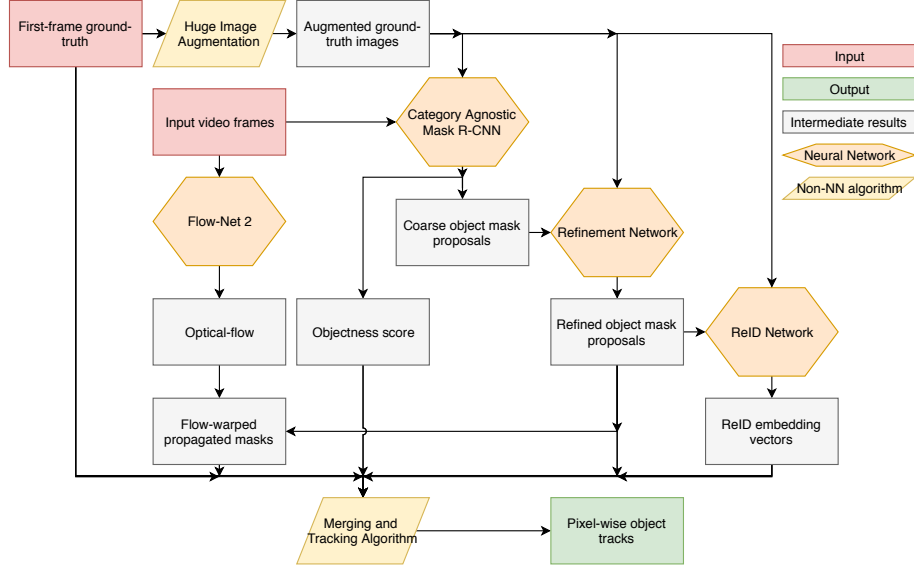 First-frame ground-
truth
Huge Image
Augmentation
Augmented ground-
truth images
Input
Output
Intermediate results
Neural Network
Non-NN algorithm
Input video frames
Category Agnostic
Mask R-CNN
Flow-Net 2
Coarse object mask
proposals
Refinement Network
Optical-flow
Objectness score
Refined object mask
proposals
ReID Network
Flow-warped
propagated masks
ReID embedding
vectors
Merging and
Tracking Algorithm
Pixel-wise object
tracks